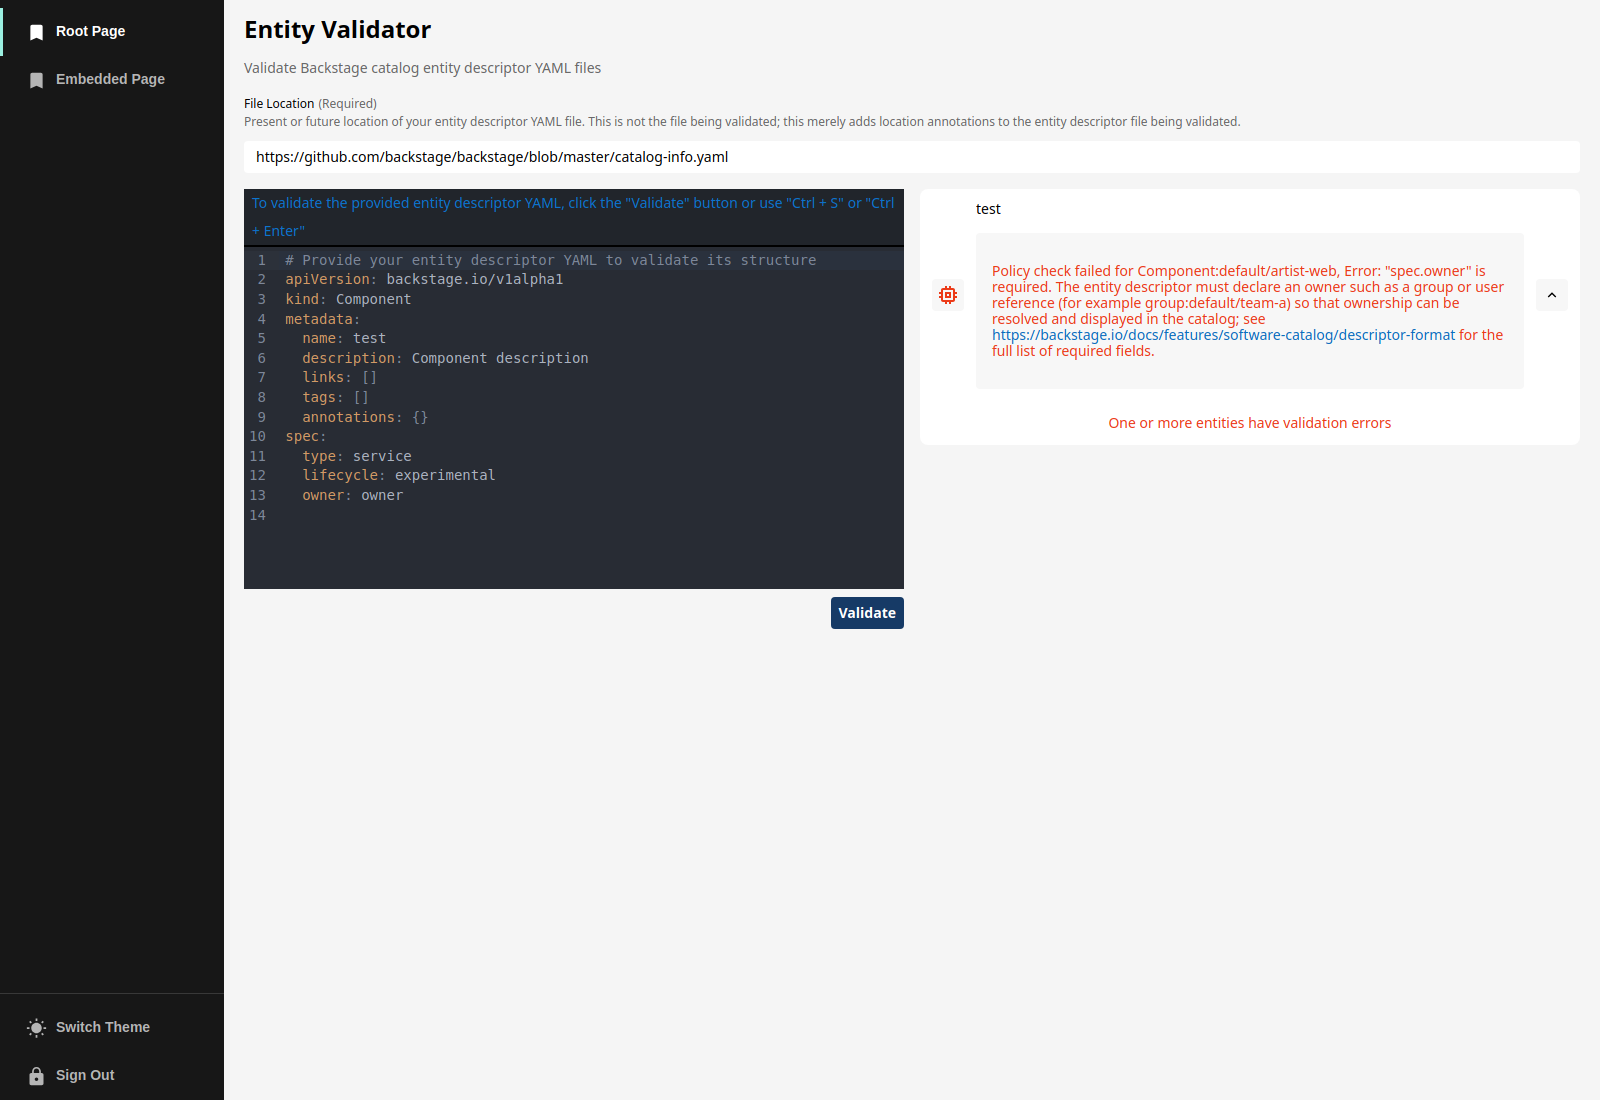 Root Page
Embedded Page
Switch Theme
Sign Out
Entity Validator
Validate Backstage catalog entity descriptor YAML files
File Location (Required)
Present or future location of your entity descriptor YAML file. This is not the file being validated; this merely adds location annotations to the entity descriptor file being validated.
https://github.com/backstage/backstage/blob/master/catalog-info.yaml
To validate the provided entity descriptor YAML, click the "Validate" button or use "Ctrl + S" or "Ctrl
+ Enter"
1 # Provide your entity descriptor YAML to validate its structure
2 apiVersion: backstage.io/v1alpha1
3 kind: Component
4 metadata:
5   name: test
6   description: Component description
7   links: []
8   tags: []
9   annotations: {}
10 spec:
11   type: service
12   lifecycle: experimental
13   owner: owner
14
Validate
test
Policy check failed for Component:default/artist-web, Error: "spec.owner" is
required. The entity descriptor must declare an owner such as a group or user
reference (for example group:default/team-a) so that ownership can be
resolved and displayed in the catalog; see
https://backstage.io/docs/features/software-catalog/descriptor-format for the
full list of required fields.
One or more entities have validation errors